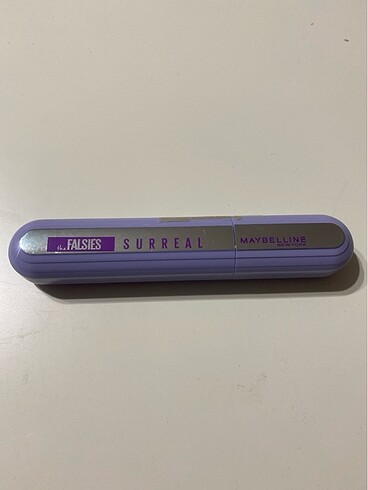 the FALSIES SURREAL MAYBELLINE
NEW YORK